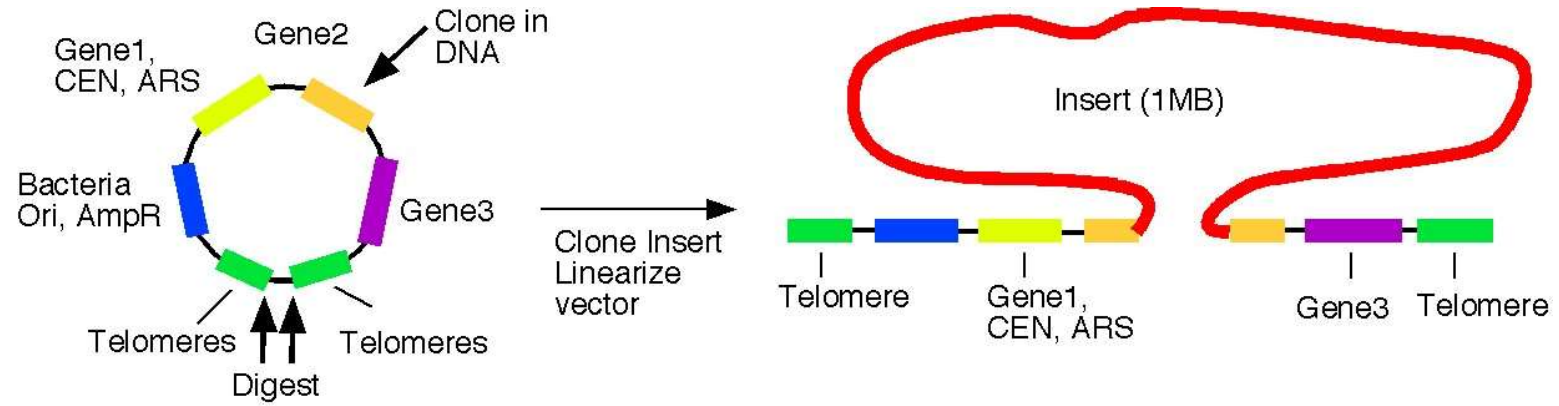 Gene1,
CEN, ARS
Gene2
Clone in
DNA
Bacteria
Ori, AmpR
Gene3
Telomeres
Telomeres
Digest
Clone Insert
Linearize
vector
Insert (1MB)
Telomere
Gene1,
CEN, ARS
Gene3
Telomere